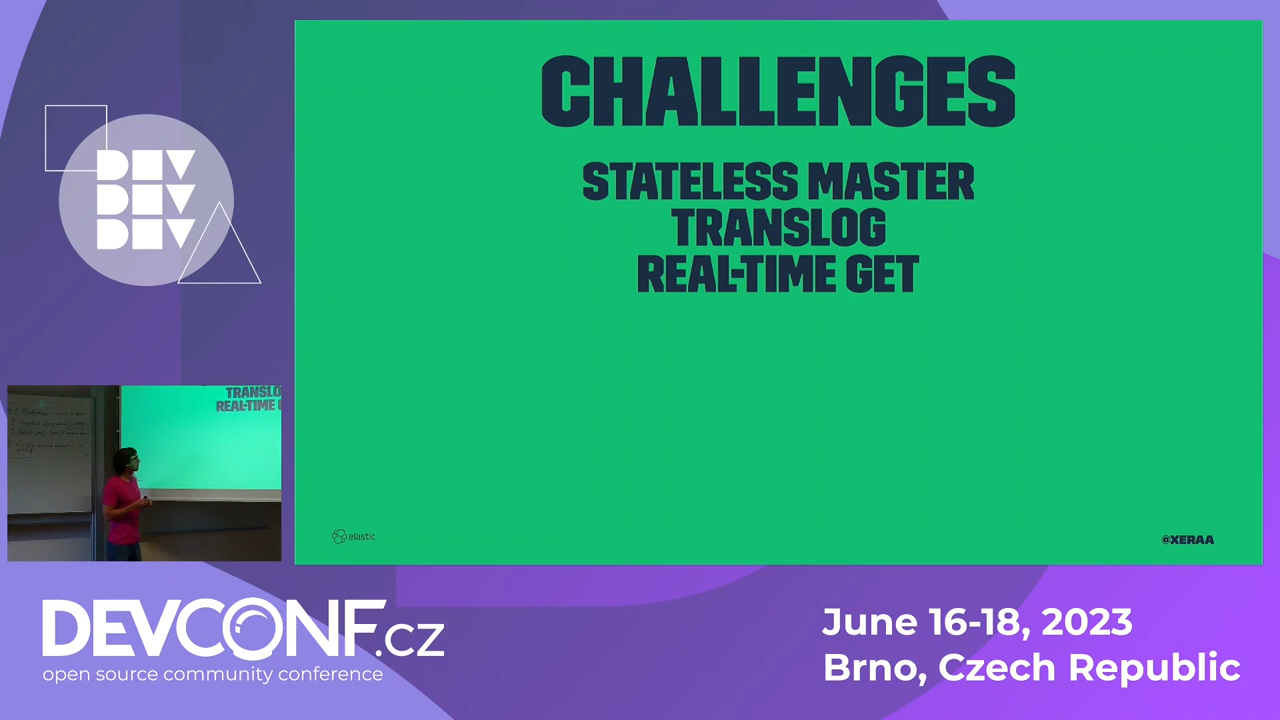 DEV
DEV
DEV
CHALLENGES
STATELESS MASTER
TRANSLOG
REAL-TIME GET
elastic
@XERAA
TRANSLO
REAL-TIME
DEVCONF.cz
open source community conference
June 16-18, 2023
Brno, Czech Republic